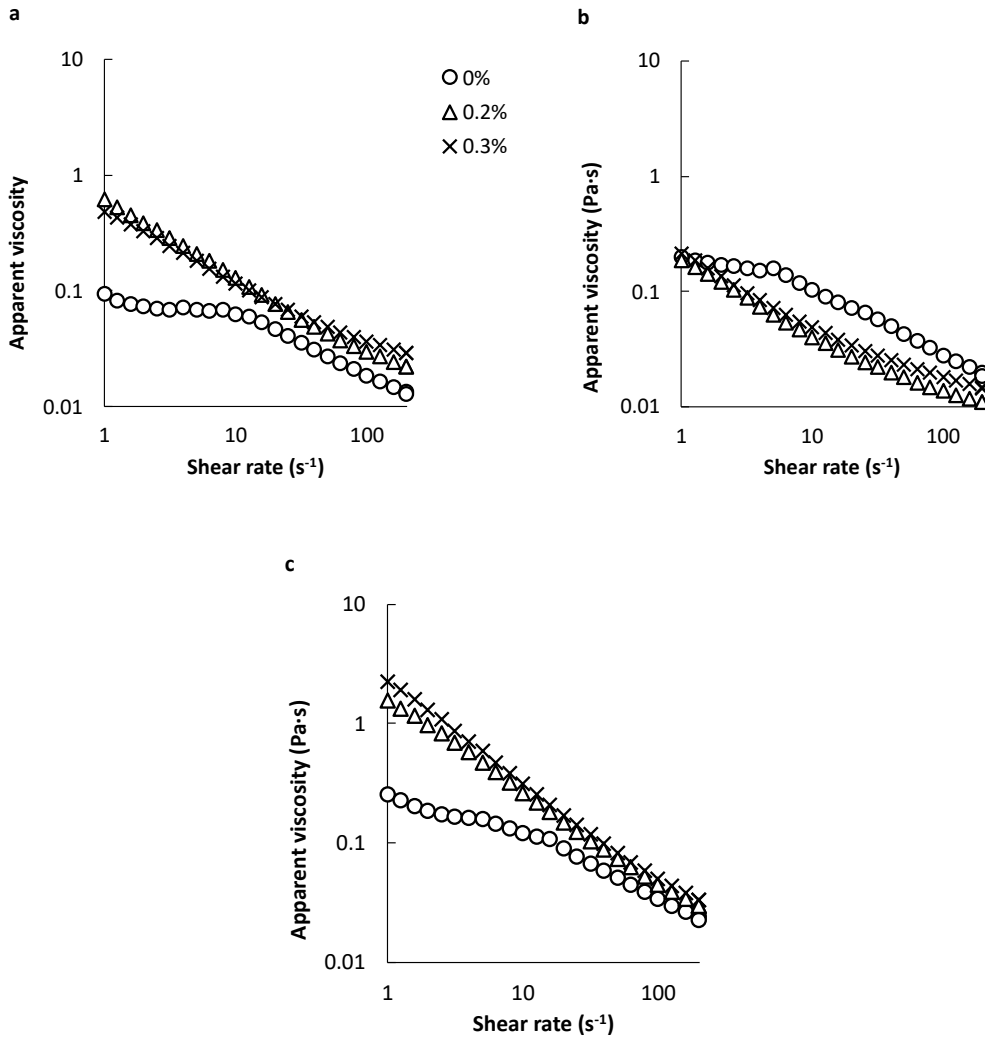 a
10
1
0.1
0.01
1 10 100
Apparent viscosity
Shear rate (s-1)
0%
0.2%
0.3%
b
10
1
0.1
0.01
1 10 100
Apparent viscosity (Pa·s)
Shear rate (s-1)
c
10
1
0.1
0.01
1 10 100
Apparent viscosity (Pa·s)
Shear rate (s-1)